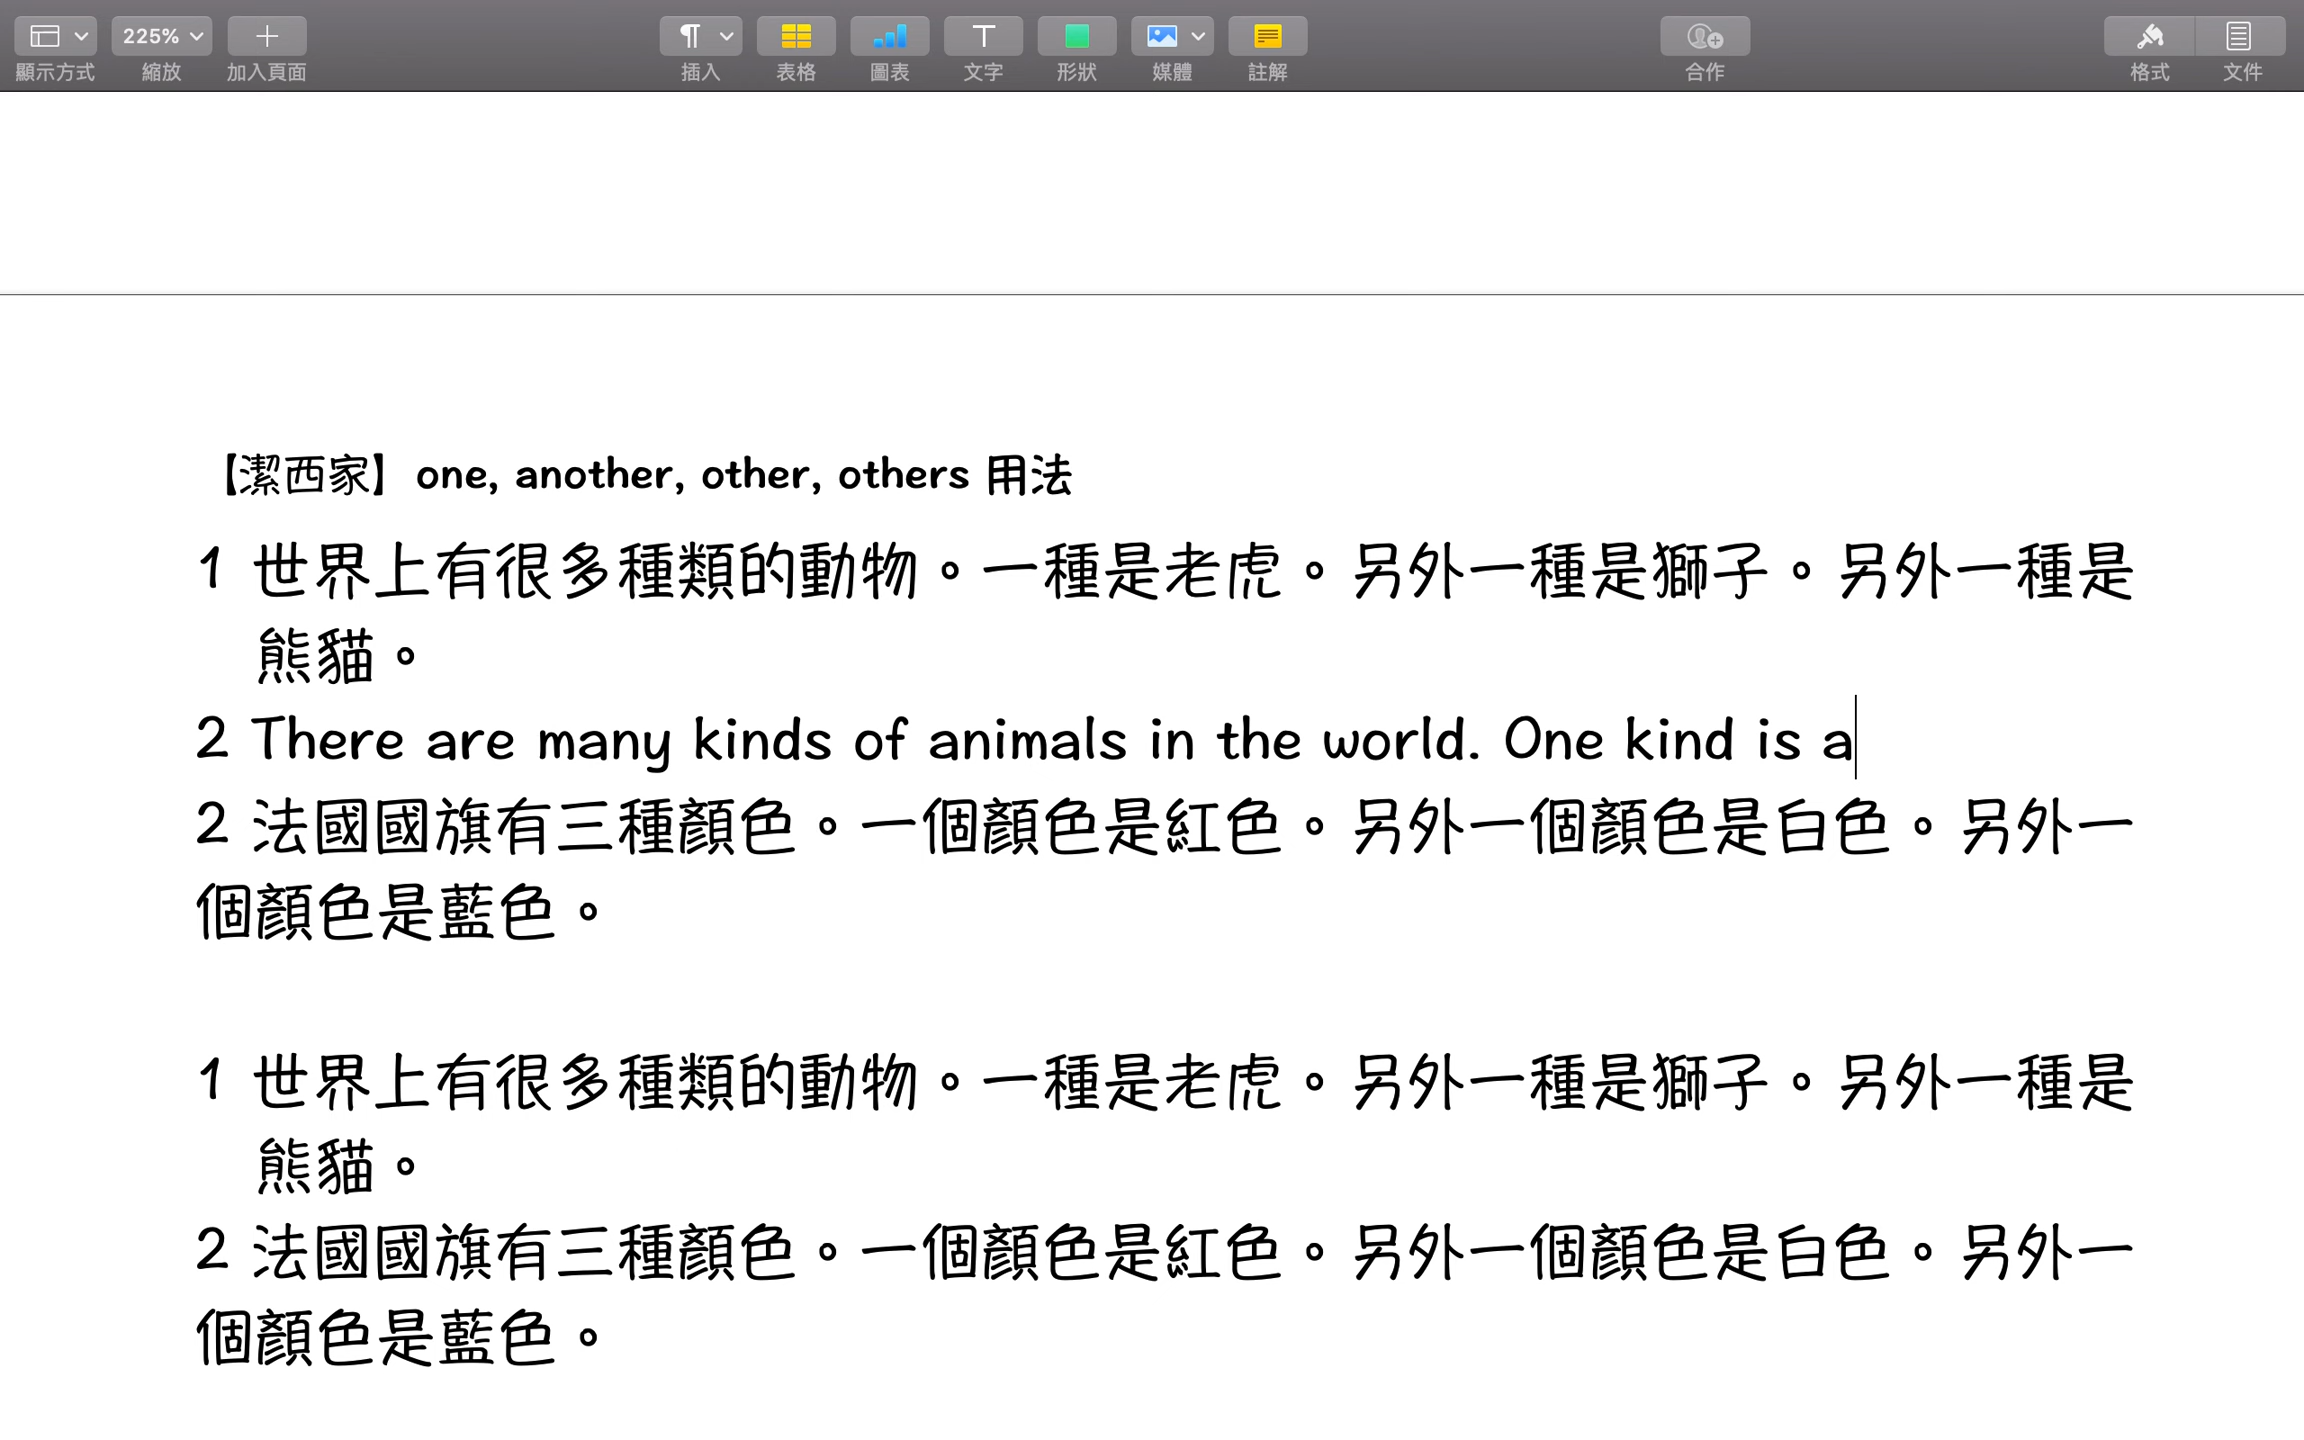 225%
顯示方式 縮放 加入頁面 插入 表格 圖表 文字 形狀 媒體 註解 合作 格式 文件
【潔西家】 one, another, other, others 用法
1 世界上有很多種類的動物。一種是老虎。另外一種是獅子。另外一種是
熊貓。
2 There are many kinds of animals in the world. One kind is a
2 法國國旗有三種顏色。一個顏色是紅色。另外一個顏色是白色。另外一
個顏色是藍色。
1 世界上有很多種類的動物。一種是老虎。另外一種是獅子。另外一種是
熊貓。
2 法國國旗有三種顏色。一個顏色是紅色。另外一個顏色是白色。另外一
個顏色是藍色。